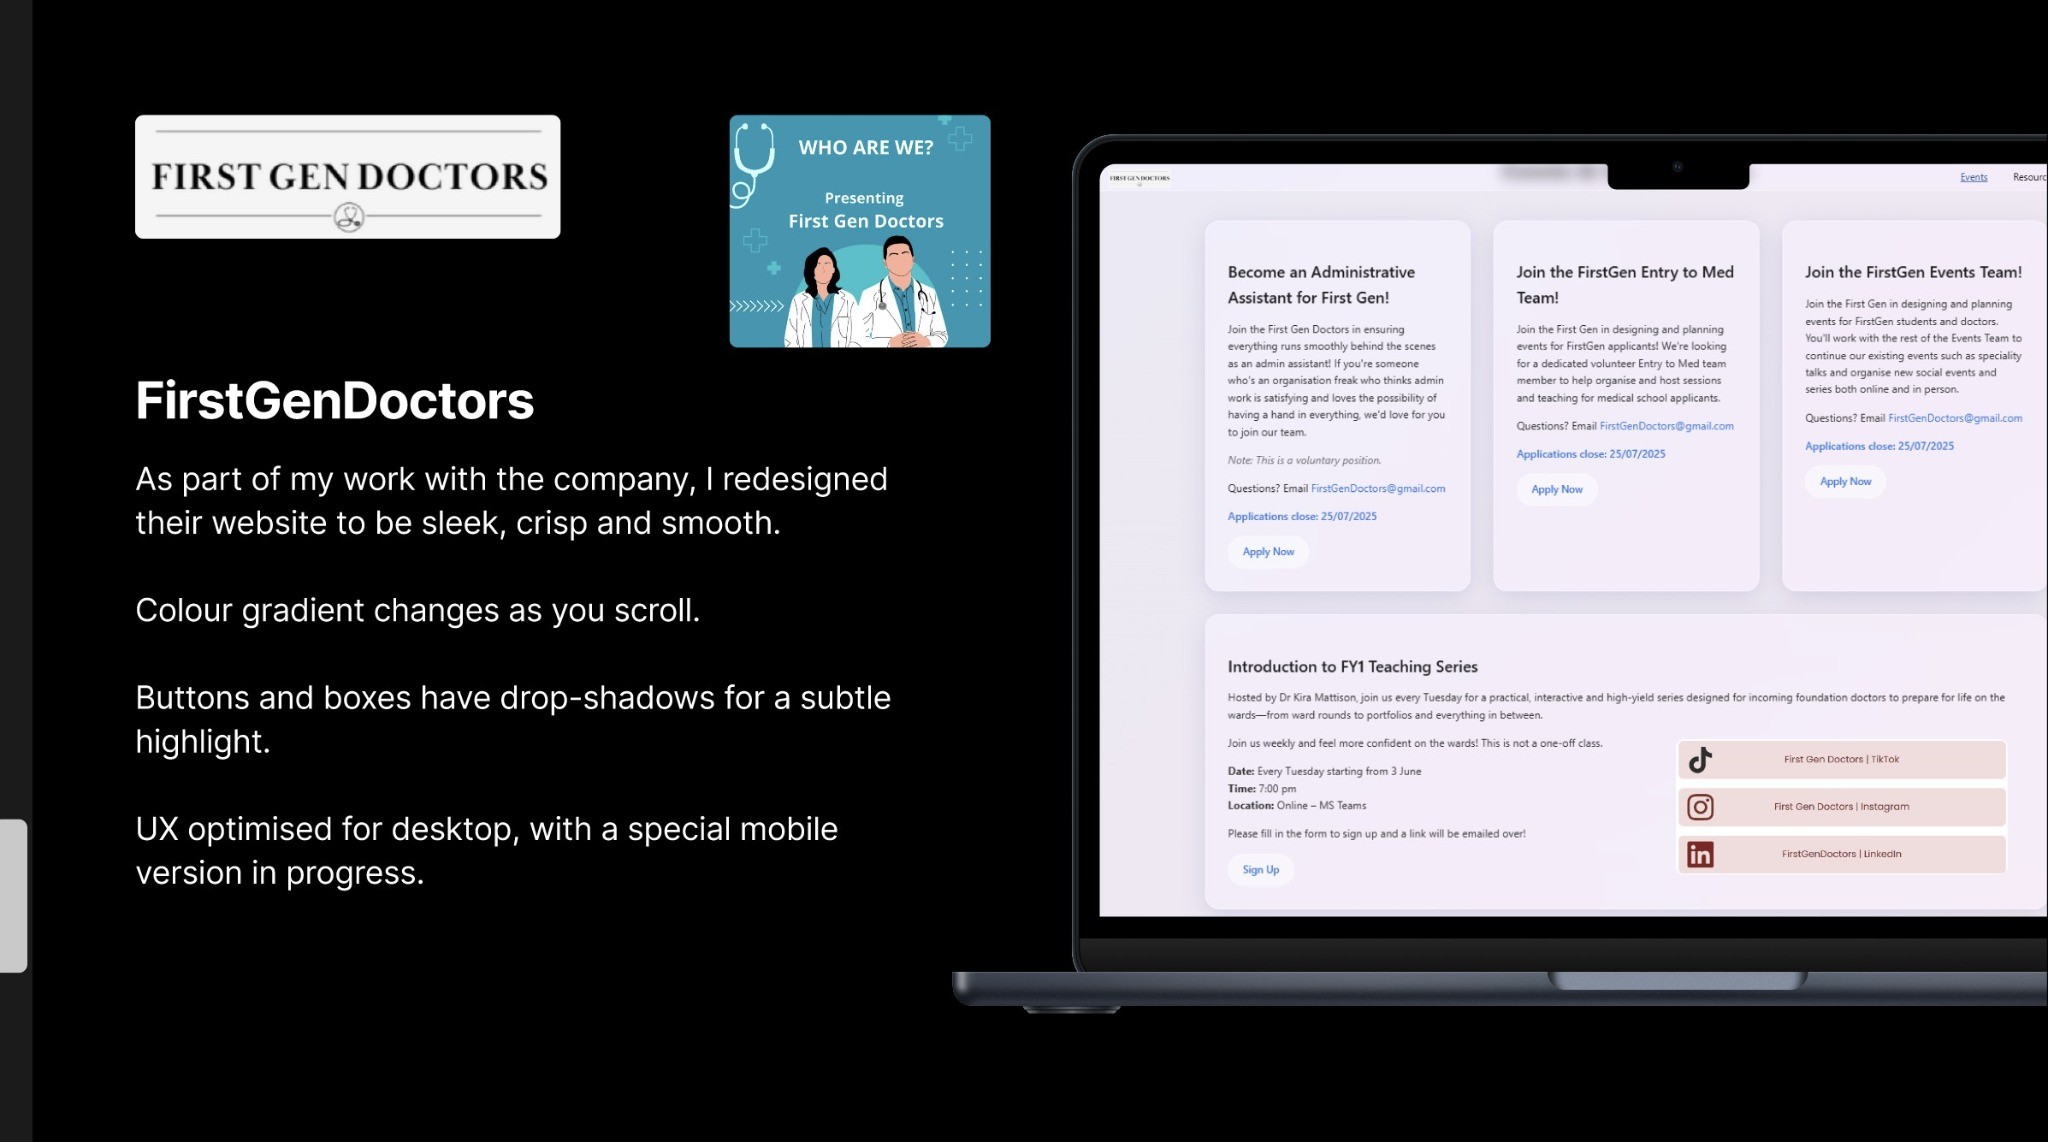 FIRST GEN DOCTORS
WHO ARE WE?
Presenting
First Gen Doctors
FirstGenDoctors
As part of my work with the company, I redesigned
their website to be sleek, crisp and smooth.
Colour gradient changes as you scroll.
Buttons and boxes have drop-shadows for a subtle
highlight.
UX optimised for desktop, with a special mobile
version in progress.
FIRST GEN DOCTORS
Events
Resourc
Become an Administrative
Assistant for First Gen!
Join the First Gen Doctors in ensuring
everything runs smoothly behind the scenes
as an admin assistant! If you're someone
who's an organisation freak who thinks admin
work is satisfying and loves the possibility of
having a hand in everything, we'd love for you
to join our team.
Note: This is a voluntary position.
Questions? Email FirstGenDoctors@gmail.com
Applications close: 25/07/2025
Apply Now
Join the FirstGen Entry to Med
Team!
Join the First Gen in designing and planning
events for FirstGen applicants! We're looking
for a dedicated volunteer Entry to Med team
member to help organise and host sessions
and teaching for medical school applicants.
Questions? Email FirstGenDoctors@gmail.com
Applications close: 25/07/2025
Apply Now
Join the FirstGen Events Team!
Join the First Gen in designing and planning
events for FirstGen students and doctors.
You'll work with the rest of the Events Team to
continue our existing events such as speciality
talks and organise new social events and
series both online and in person.
Questions? Email FirstGenDoctors@gmail.com
Applications close: 25/07/2025
Apply Now
Introduction to FY1 Teaching Series
Hosted by Dr Kira Mattison, join us every Tuesday for a practical, interactive and high-yield series designed for incoming foundation doctors to prepare for life on the
wards—from ward rounds to portfolios and everything in between.
Join us weekly and feel more confident on the wards! This is not a one-off class.
Date: Every Tuesday starting from 3 June
Time: 7:00 pm
Location: Online – MS Teams
Please fill in the form to sign up and a link will be emailed over!
Sign Up
First Gen Doctors | TikTok
First Gen Doctors | Instagram
FirstGenDoctors | LinkedIn